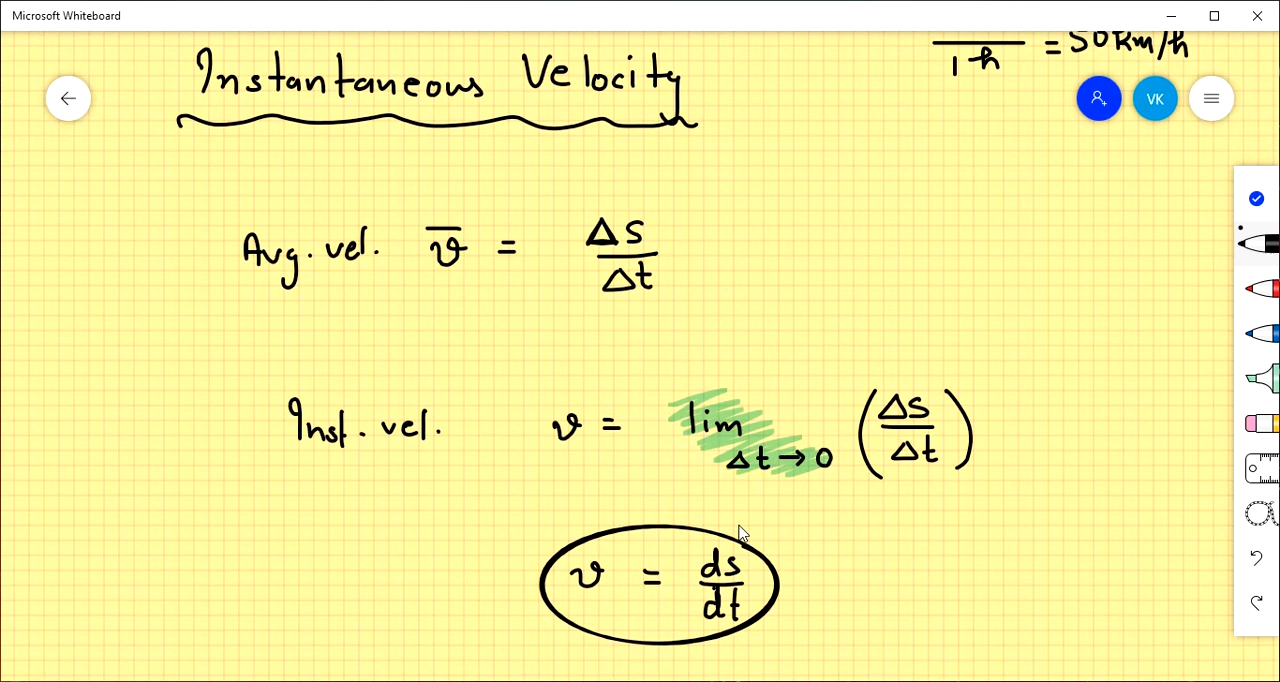 Microsoft Whiteboard
Instantaneous Velocity
1h = 50km/h
VK
Avg. vel. v̅ = Δs/Δt
Inst. vel. v = lim Δt→0 (Δs/Δt)
v = ds/dt